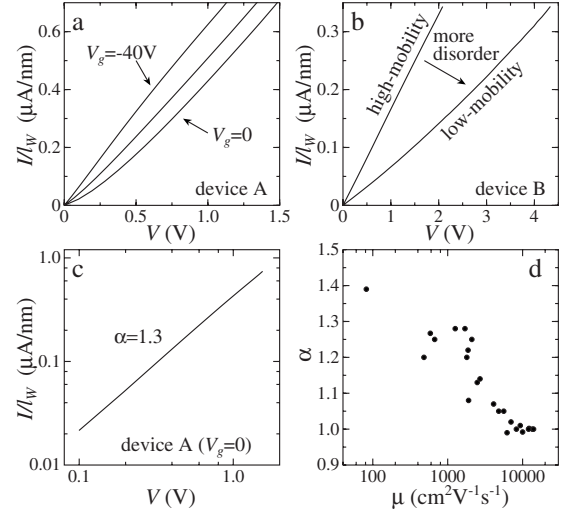 a
V_g=-40V
V_g=0
device A
0.6
0.4
0.2
0.0
0.0 0.5 1.0 1.5
V (V)
I/l_W (μA/nm)
b
high-mobility
more
disorder
low-mobility
device B
0.3
0.2
0.1
0.0
0 1 2 3 4
V (V)
I/l_W (μA/nm)
c
α=1.3
device A (V_g=0)
1.0
0.10
0.01
0.1 1.0
V (V)
I/l_W (μA/nm)
d
1.5
1.4
1.3
1.2
1.1
1.0
0.9
100 1000 10000
μ (cm²V⁻¹s⁻¹)
α